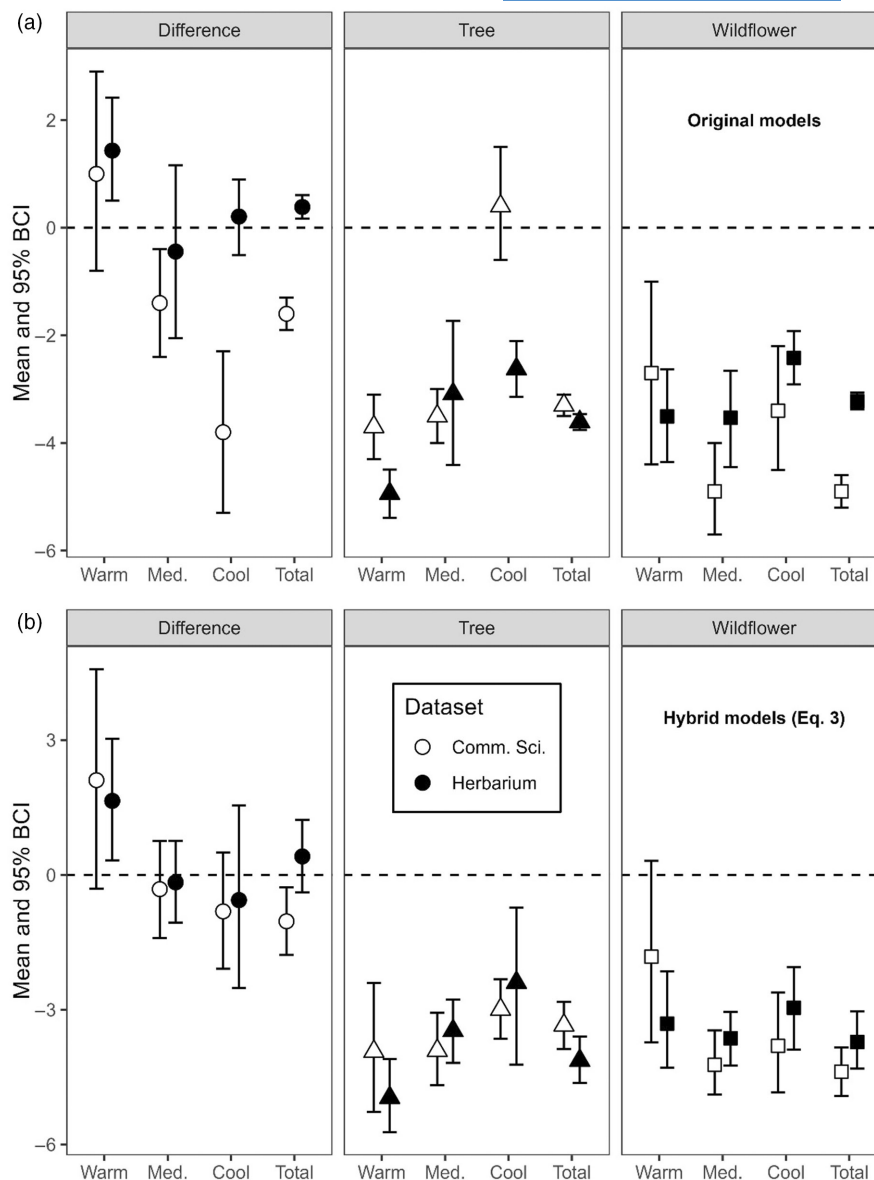 (a)
Difference
Tree
Wildflower
Original models
Mean and 95% BCI
2
0
−2
−4
−6
Warm Med. Cool Total
Warm Med. Cool Total
Warm Med. Cool Total
(b)
Difference
Tree
Wildflower
Hybrid models (Eq. 3)
Dataset
Comm. Sci.
Herbarium
Mean and 95% BCI
3
0
−3
−6
Warm Med. Cool Total
Warm Med. Cool Total
Warm Med. Cool Total